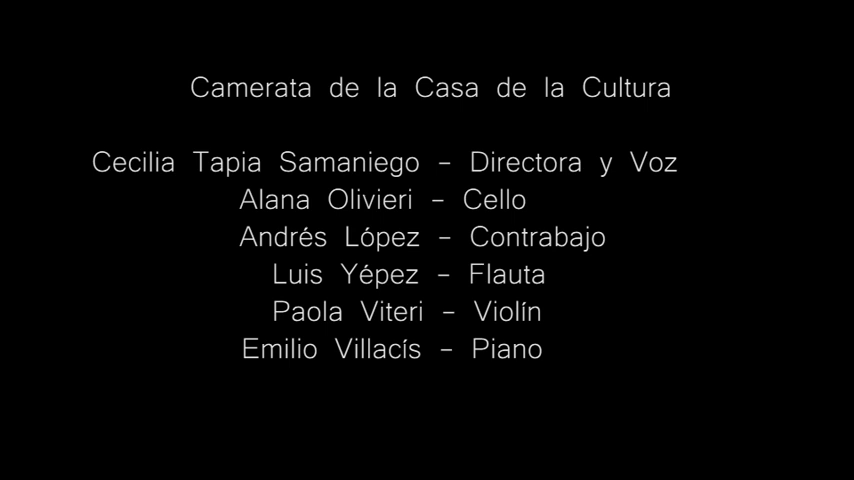 Camerata de la Casa de la Cultura
Cecilia Tapia Samaniego - Directora y Voz
Alana Olivieri - Cello
Andrés López - Contrabajo
Luis Yépez - Flauta
Paola Viteri - Violín
Emilio Villacís - Piano